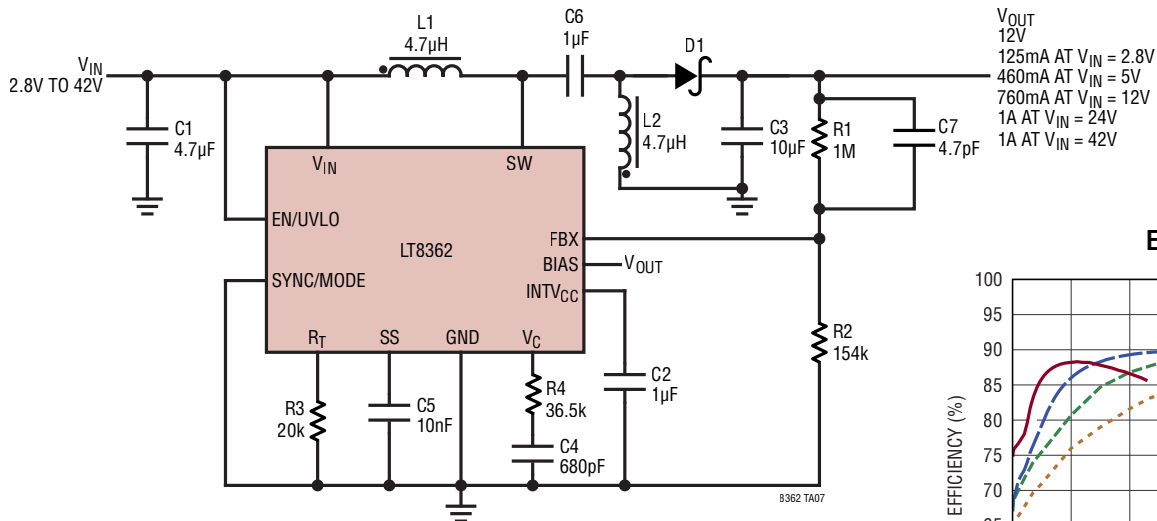 VIN
2.8V TO 42V
C1
4.7µF
L1
4.7µH
C6
1µF
L2
4.7µH
D1
C3
10µF
R1
1M
C7
4.7pF
VOUT
12V
125mA AT VIN = 2.8V
460mA AT VIN = 5V
760mA AT VIN = 12V
1A AT VIN = 24V
1A AT VIN = 42V
VIN
SW
EN/UVLO
LT8362
FBX
BIAS
VOUT
SYNC/MODE
INTVCC
RT
SS
GND
VC
R2
154k
R3
20k
C5
10nF
R4
36.5k
C4
680pF
C2
1µF
8362 TA07
E
EFFICIENCY (%)
100
95
90
85
80
75
70